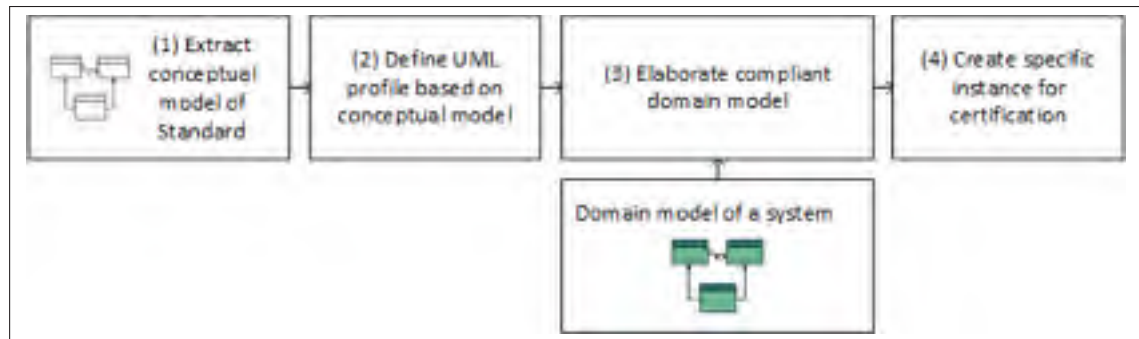 (1) Extract
conceptual
model of
Standard
(2) Define UML
profile based on
conceptual model
(3) Elaborate compliant
domain model
(4) Create specific
instance for
certification
Domain model of a system